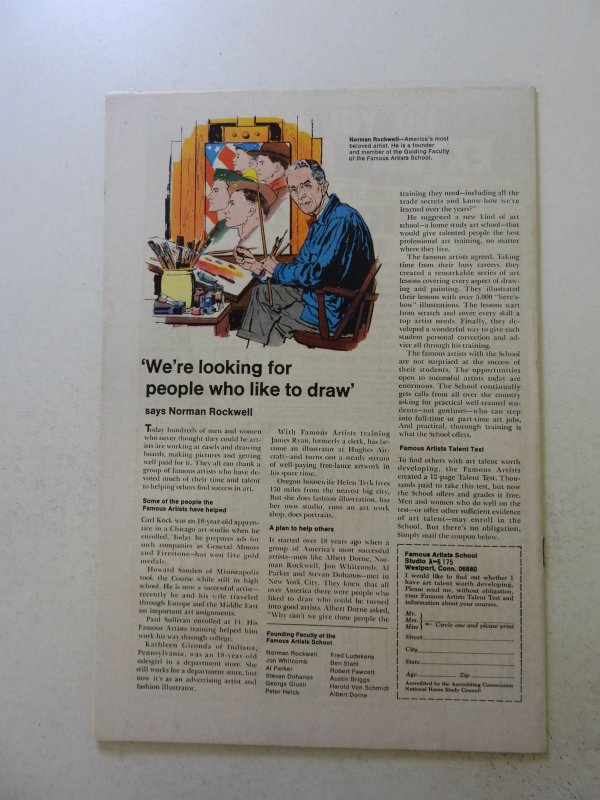 Norman Rockwell—America's most
beloved artist. He is a founder
and member of the Guiding Faculty
of the Famous Artists School.
'We're looking for
people who like to draw'
says Norman Rockwell
Today hundreds of men and women
who never thought they could be art-
ists are working at easels and drawing
boards, making pictures and getting
well paid for it. They all can thank a
group of famous artists who have de-
voted much of their time and talent
to helping others find success in art.
Some of the people the
Famous Artists have helped
Carl Kock was an 18-year-old appren-
tice in a Chicago art studio when he
enrolled. Today he prepares ads for
such companies as General Motors
and Firestone—has won five gold
medals.
Howard Sanden of Minneapolis
took the Course while still in high
school. He is now a successful artist—
recently he and his wife traveled
through Europe and the Middle East
on important art assignments.
Paul Sullivan enrolled at 14. His
Famous Artists training helped him
work his way through college.
Kathleen Gironda of Indiana,
Pennsylvania, was an 18-year-old
salesgirl in a department store. She
still works for a department store, but
now it's as an advertising artist and
fashion illustrator.
With Famous Artists training
James Ryan, formerly a clerk, has be-
come an illustrator at Hughes Air-
craft—and turns out a steady stream
of well-paying free-lance artwork in
his spare time.
Oregon housewife Helen Teyk lives
150 miles from the nearest big city.
But she does fashion illustration, has
her own studio, runs an art work
shop, does portraits.
A plan to help others
It started over 18 years ago when a
group of America's most successful
artists—men like Albert Dorne, Nor-
man Rockwell, Jon Whitcomb, Al
Parker and Stevan Dohanos—met in
New York City. They knew that all
over America there were people who
liked to draw who could be turned
into good artists. Albert Dorne asked,
"Why can't we give these people the
Founding Faculty of the
Famous Artists School
Norman Rockwell
Jon Whitcomb
Al Parker
Stevan Dohanos
George Giusti
Peter Helck
Fred Ludekens
Ben Stahl
Robert Fawcett
Austin Briggs
Harold Von Schmidt
Albert Dorne
training they need—including all the
trade secrets and know-how we've
learned over the years?"
He suggested a new kind of art
school—a home study art school—that
would give talented people the best
professional art training, no matter
where they live.
The famous artists agreed. Taking
time from their busy careers, they
created a remarkable series of art
lessons covering every aspect of draw-
ing and painting. They illustrated
their lessons with over 5,000 "here's-
how" illustrations. The lessons start
from scratch and cover every skill a
top artist needs. Finally, they de-
veloped a wonderful way to give each
student personal correction and ad-
vice all through his training.
The famous artists with the School
are not surprised at the success of
their students. The opportunities
open to successful artists today are
enormous. The School continually
gets calls from all over the country
asking for practical well-trained stu-
dents—not geniuses—who can step
into full-time or part-time art jobs.
And practical, thorough training is
what the School offers.
Famous Artists Talent Test
To find others with art talent worth
developing, the Famous Artists
created a 12-page Talent Test. Thou-
sands paid to take this test, but now
the School offers and grades it free.
Men and women who do well on the
test—or offer other sufficient evidence
of art talent—may enroll in the
School. But there's no obligation.
Simply mail the coupon below.
Famous Artists School
Studio A-6175
Westport, Conn. 06880
I would like to find out whether I
have art talent worth developing.
Please send me, without obligation,
your Famous Artists Talent Test and
information about your courses.
Mr.
Mrs.
Miss Circle one and please print
Street
City
State
Age Zip
Accredited by the Accrediting Commission
National Home Study Council